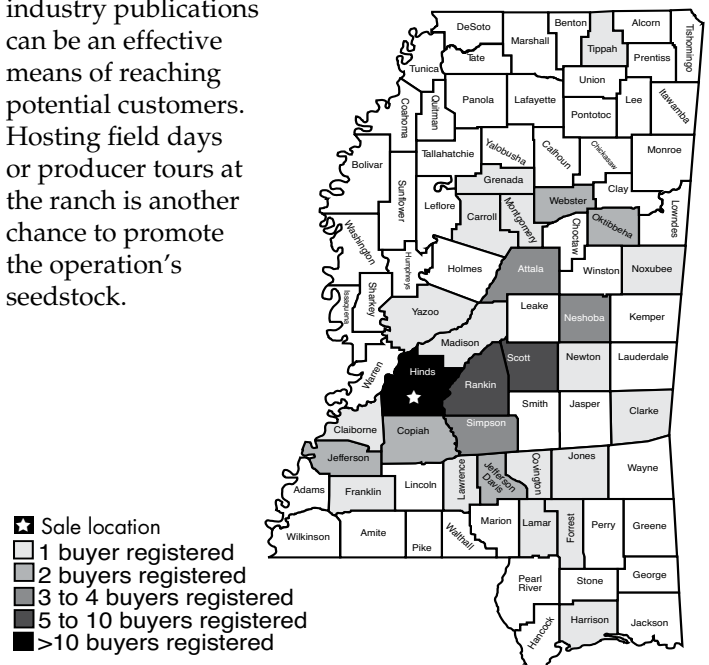 industry publications
can be an effective
means of reaching
potential customers.
Hosting field days
or producer tours at
the ranch is another
chance to promote
the operation's
seedstock.
DeSoto
Benton
Alcorn
Tishomingo
Marshall
Tippah
Prentiss
Tate
Tunica
Union
Panola
Lafayette
Lee
Itawamba
Coahoma
Quitman
Pontotoc
Tallahatchie
Yalobusha
Calhoun
Chickasaw
Monroe
Bolivar
Grenada
Sunflower
Leflore
Carroll
Montgomery
Webster
Clay
Lowndes
Oktibbeha
Choctaw
Washington
Humphreys
Holmes
Attala
Winston
Noxubee
Issaquena
Sharkey
Yazoo
Leake
Neshoba
Kemper
Madison
Warren
Hinds
Rankin
Scott
Newton
Lauderdale
Smith
Jasper
Clarke
Claiborne
Copiah
Simpson
Jefferson
Lawrence
Jefferson
Davis
Covington
Jones
Wayne
Adams
Franklin
Lincoln
Wilkinson
Amite
Pike
Walthall
Marion
Lamar
Forrest
Perry
Greene
Pearl
River
Stone
George
Hancock
Harrison
Jackson
Sale location
1 buyer registered
2 buyers registered
3 to 4 buyers registered
5 to 10 buyers registered
>10 buyers registered